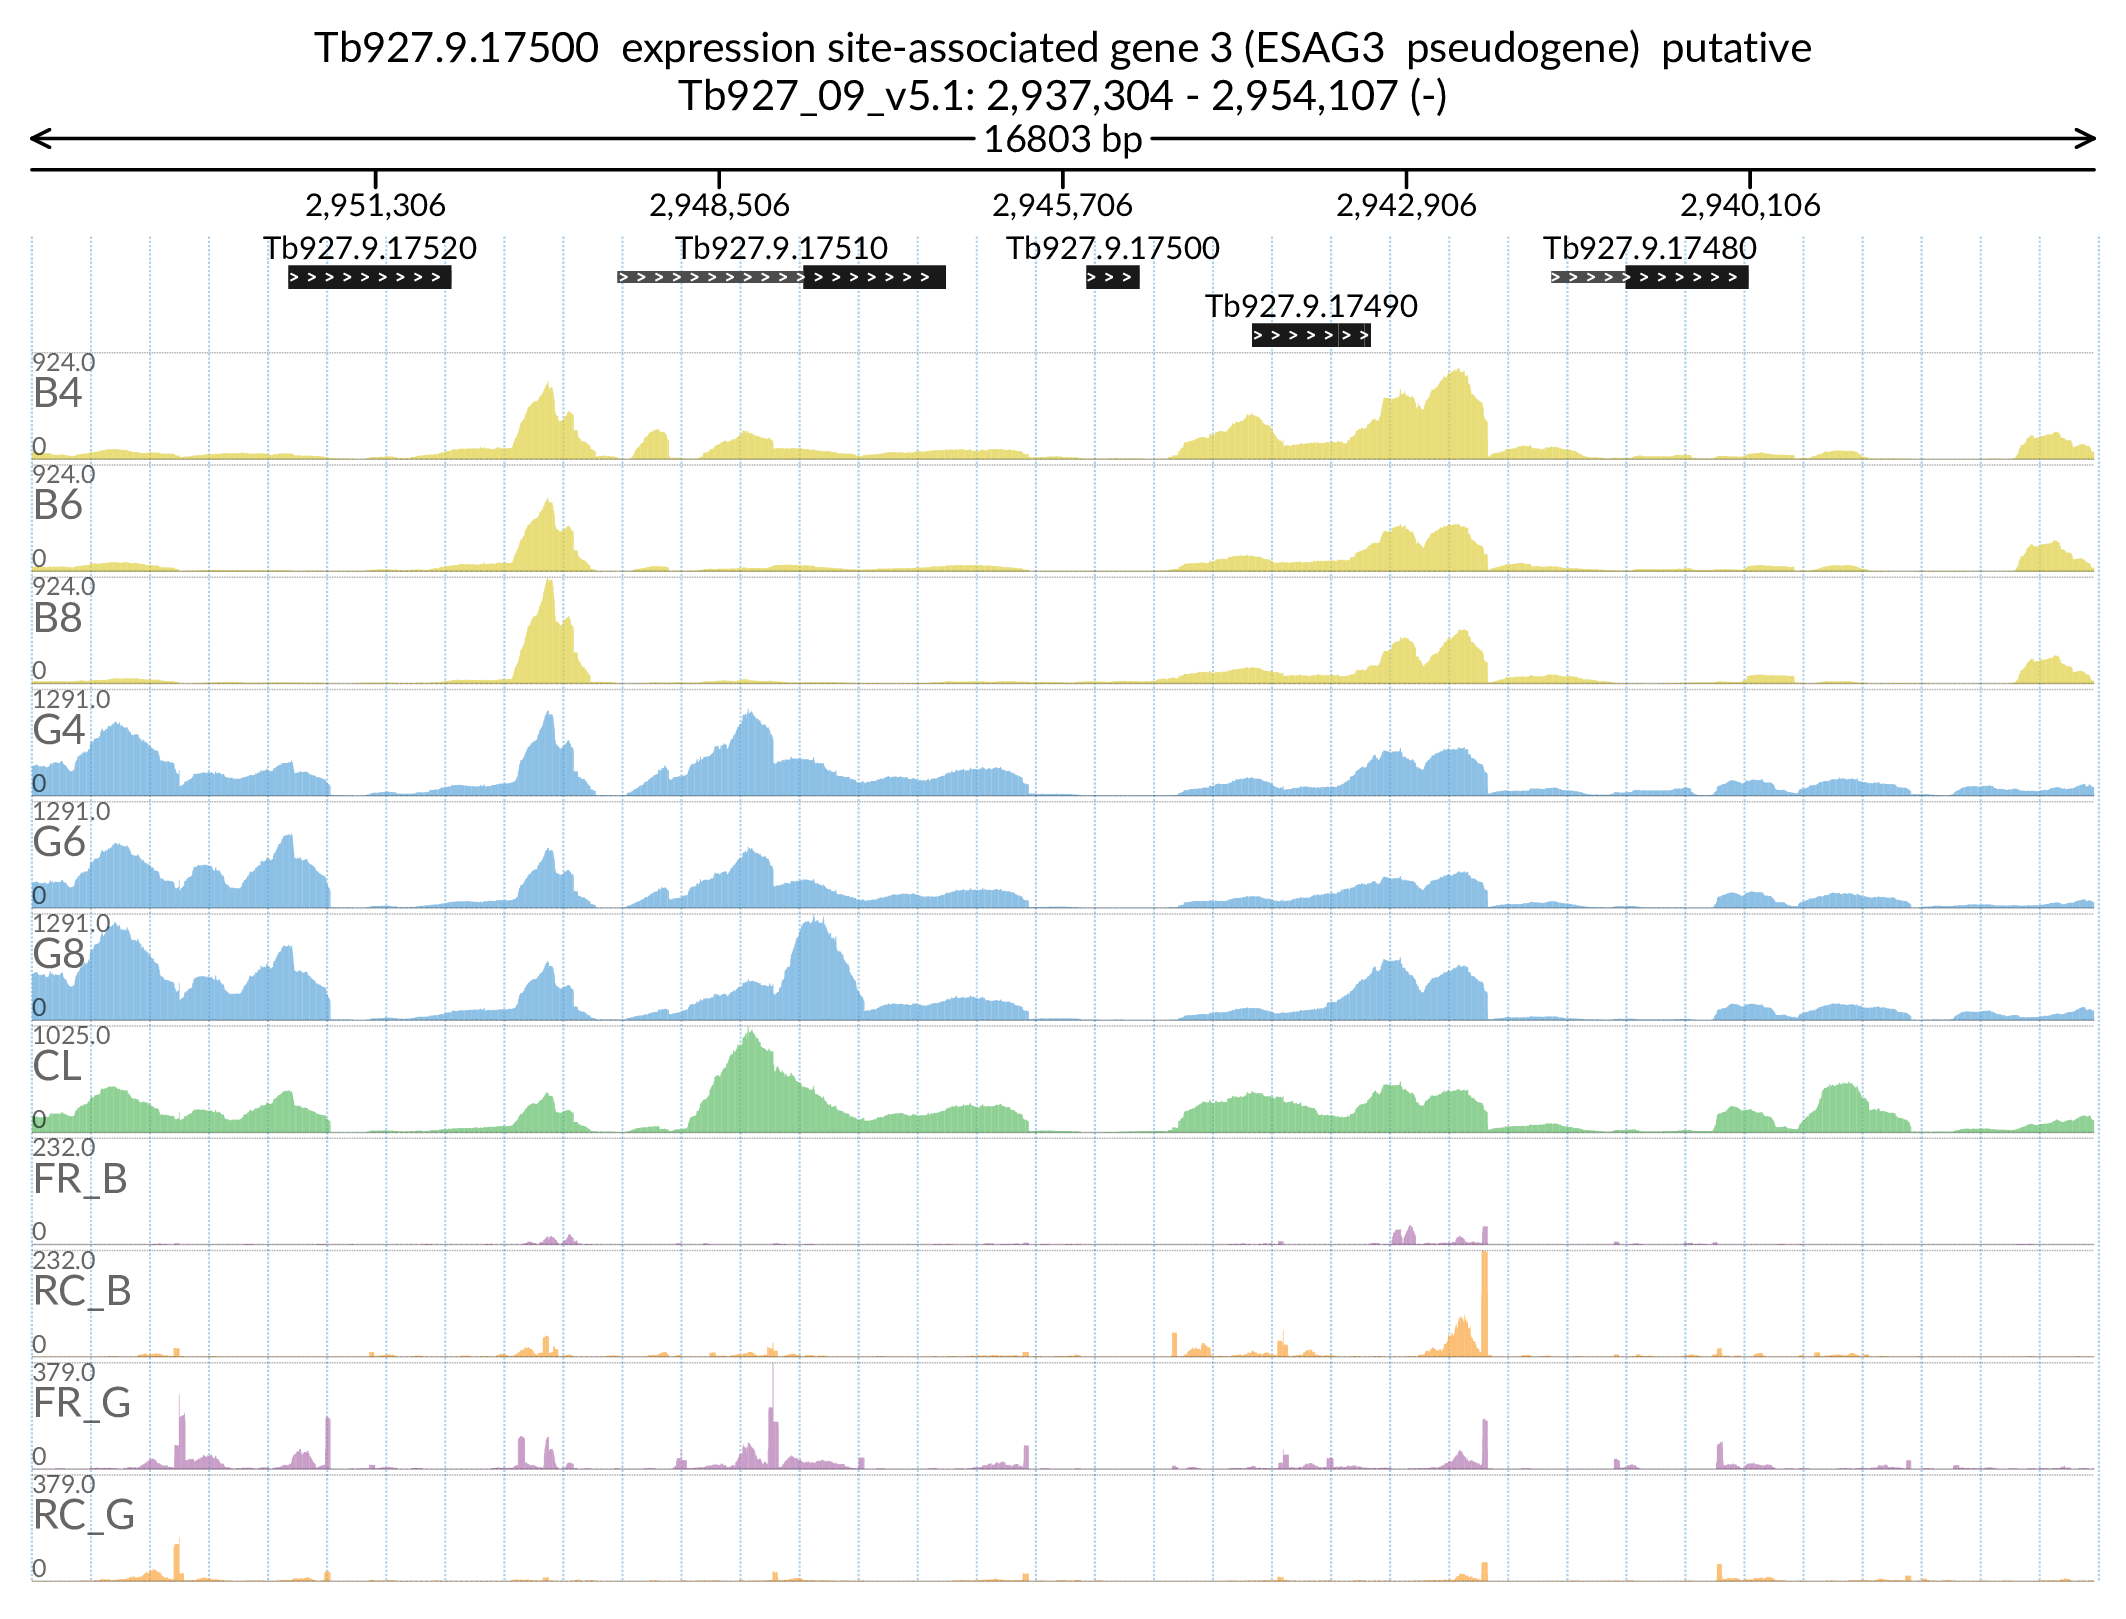 Tb927.9.17500 expression site-associated gene 3 (ESAG3 pseudogene) putative
Tb927_09_v5.1: 2,937,304 - 2,954,107 (-)
16803 bp
2,951,306 2,948,506 2,945,706 2,942,906 2,940,106
Tb927.9.17520 Tb927.9.17510 Tb927.9.17500 Tb927.9.17480
Tb927.9.17490
924.0
B4
0
924.0
B6
0
924.0
B8
0
1291.0
G4
0
1291.0
G6
0
1291.0
G8
0
1025.0
CL
0
232.0
FR_B
0
232.0
RC_B
0
379.0
FR_G
0
379.0
RC_G
0